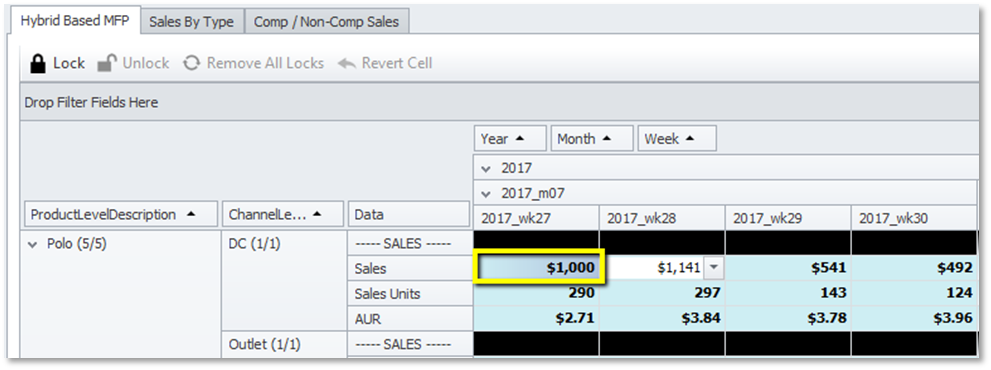 Hybrid Based MFP Sales By Type Comp / Non-Comp Sales
Lock Unlock Remove All Locks Revert Cell
Drop Filter Fields Here
Year Month Week
2017
2017_m07
ProductLevelDescription ChannelLe... Data 2017_wk27 2017_wk28 2017_wk29 2017_wk30
Polo (5/5) DC (1/1) ----- SALES -----
Sales $1,000 $1,141 $541 $492
Sales Units 290 297 143 124
AUR $2.71 $3.84 $3.78 $3.96
Outlet (1/1) ----- SALES -----